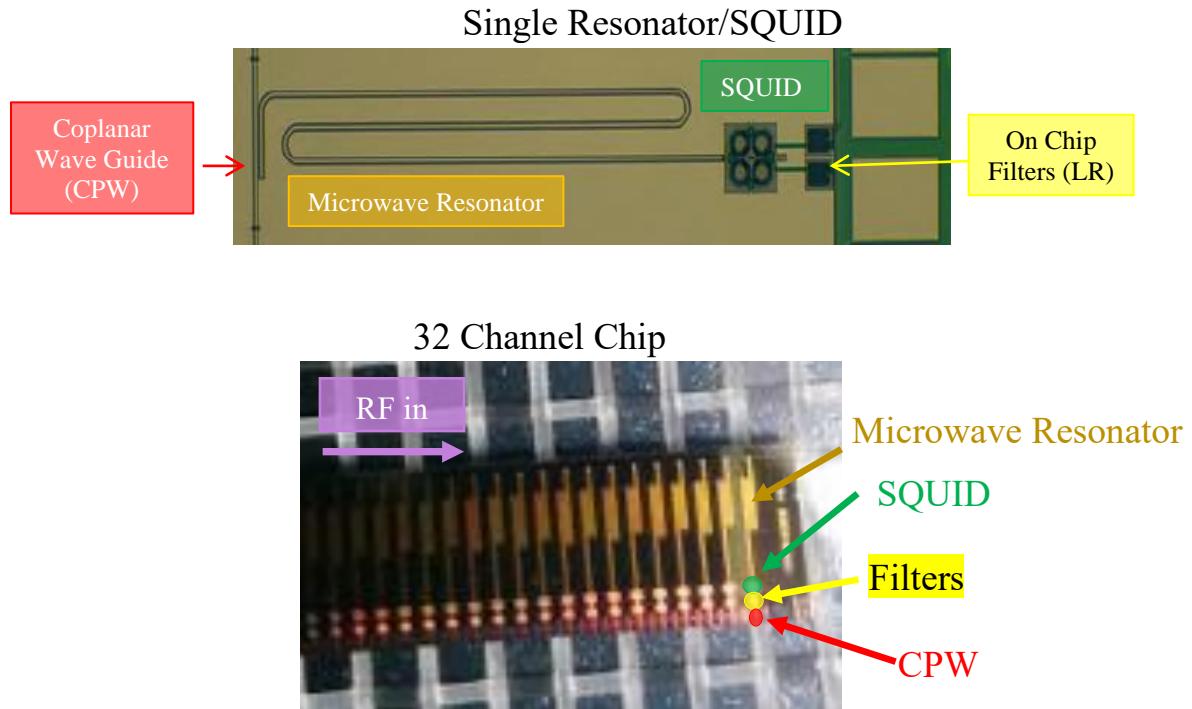 Single Resonator/SQUID
Coplanar
Wave Guide
(CPW)
SQUID
On Chip
Filters (LR)
Microwave Resonator
32 Channel Chip
RF in
Microwave Resonator
SQUID
Filters
CPW